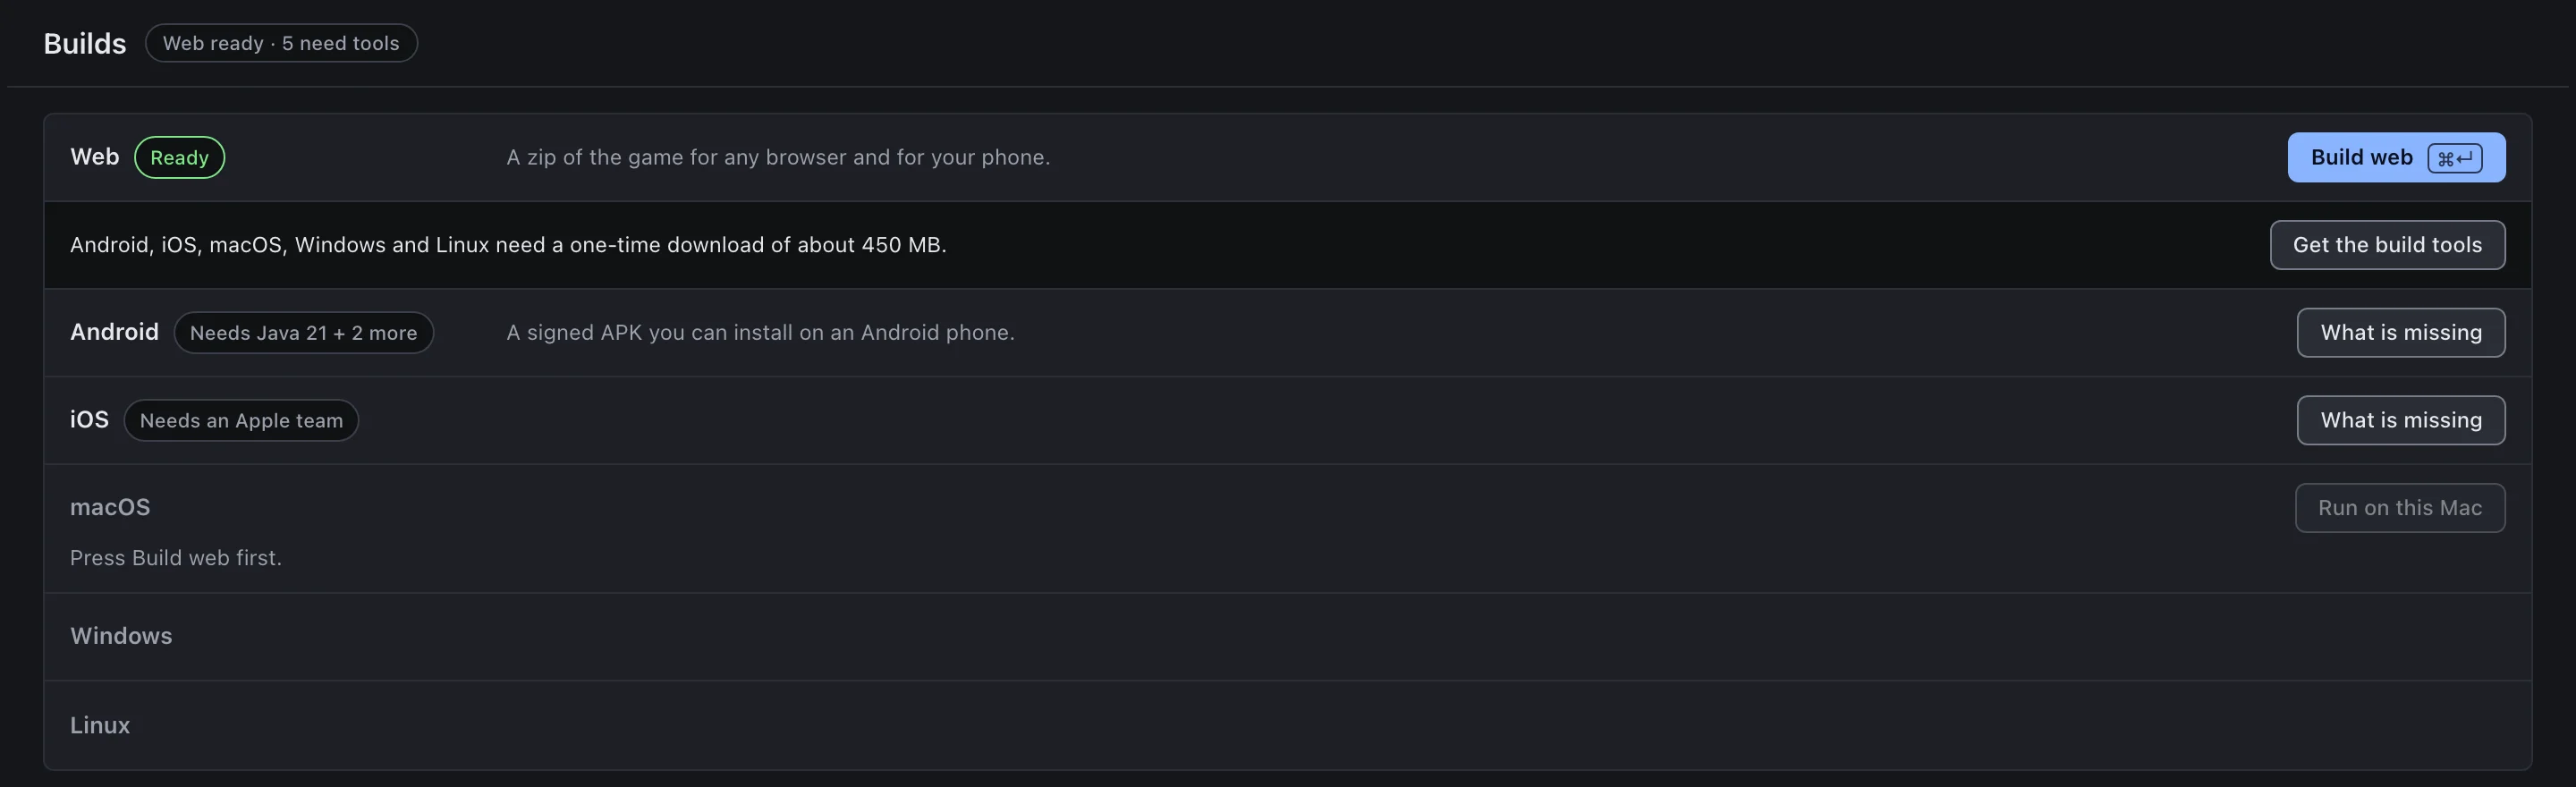 Builds Web ready · 5 need tools
Web Ready A zip of the game for any browser and for your phone. Build web ⌘↵
Android, iOS, macOS, Windows and Linux need a one-time download of about 450 MB. Get the build tools
Android Needs Java 21 + 2 more A signed APK you can install on an Android phone. What is missing
iOS Needs an Apple team What is missing
macOS Run on this Mac
Press Build web first.
Windows
Linux